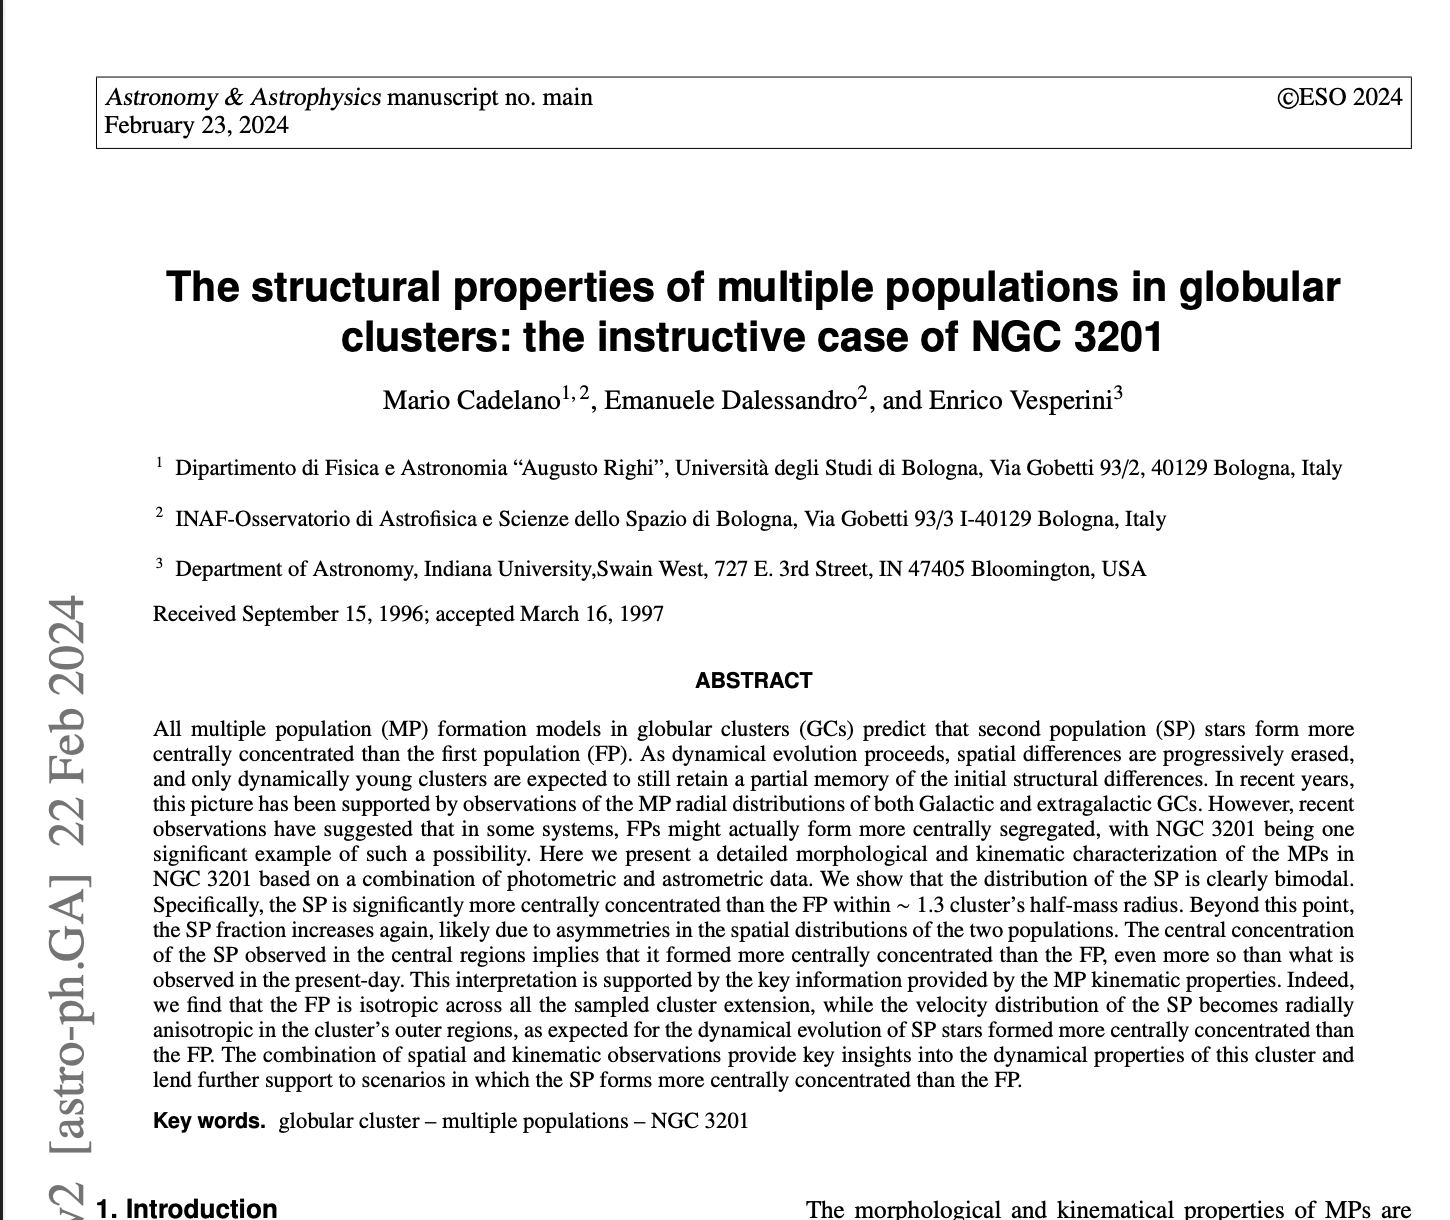 Astronomy & Astrophysics manuscript no. main
©ESO 2024
February 23, 2024
The structural properties of multiple populations in globular
clusters: the instructive case of NGC 3201
Mario Cadelano1, 2, Emanuele Dalessandro2, and Enrico Vesperini3
1 Dipartimento di Fisica e Astronomia “Augusto Righi”, Università degli Studi di Bologna, Via Gobetti 93/2, 40129 Bologna, Italy
2 INAF-Osservatorio di Astrofisica e Scienze dello Spazio di Bologna, Via Gobetti 93/3 I-40129 Bologna, Italy
3 Department of Astronomy, Indiana University,Swain West, 727 E. 3rd Street, IN 47405 Bloomington, USA
Received September 15, 1996; accepted March 16, 1997
ABSTRACT
All multiple population (MP) formation models in globular clusters (GCs) predict that second population (SP) stars form more
centrally concentrated than the first population (FP). As dynamical evolution proceeds, spatial differences are progressively erased,
and only dynamically young clusters are expected to still retain a partial memory of the initial structural differences. In recent years,
this picture has been supported by observations of the MP radial distributions of both Galactic and extragalactic GCs. However, recent
observations have suggested that in some systems, FPs might actually form more centrally segregated, with NGC 3201 being one
significant example of such a possibility. Here we present a detailed morphological and kinematic characterization of the MPs in
NGC 3201 based on a combination of photometric and astrometric data. We show that the distribution of the SP is clearly bimodal.
Specifically, the SP is significantly more centrally concentrated than the FP within ~ 1.3 cluster’s half-mass radius. Beyond this point,
the SP fraction increases again, likely due to asymmetries in the spatial distributions of the two populations. The central concentration
of the SP observed in the central regions implies that it formed more centrally concentrated than the FP, even more so than what is
observed in the present-day. This interpretation is supported by the key information provided by the MP kinematic properties. Indeed,
we find that the FP is isotropic across all the sampled cluster extension, while the velocity distribution of the SP becomes radially
anisotropic in the cluster’s outer regions, as expected for the dynamical evolution of SP stars formed more centrally concentrated than
the FP. The combination of spatial and kinematic observations provide key insights into the dynamical properties of this cluster and
lend further support to scenarios in which the SP forms more centrally concentrated than the FP.
Key words. globular cluster – multiple populations – NGC 3201
1. Introduction
The morphological and kinematical properties of MPs are
v2 [astro-ph.GA] 22 Feb 2024